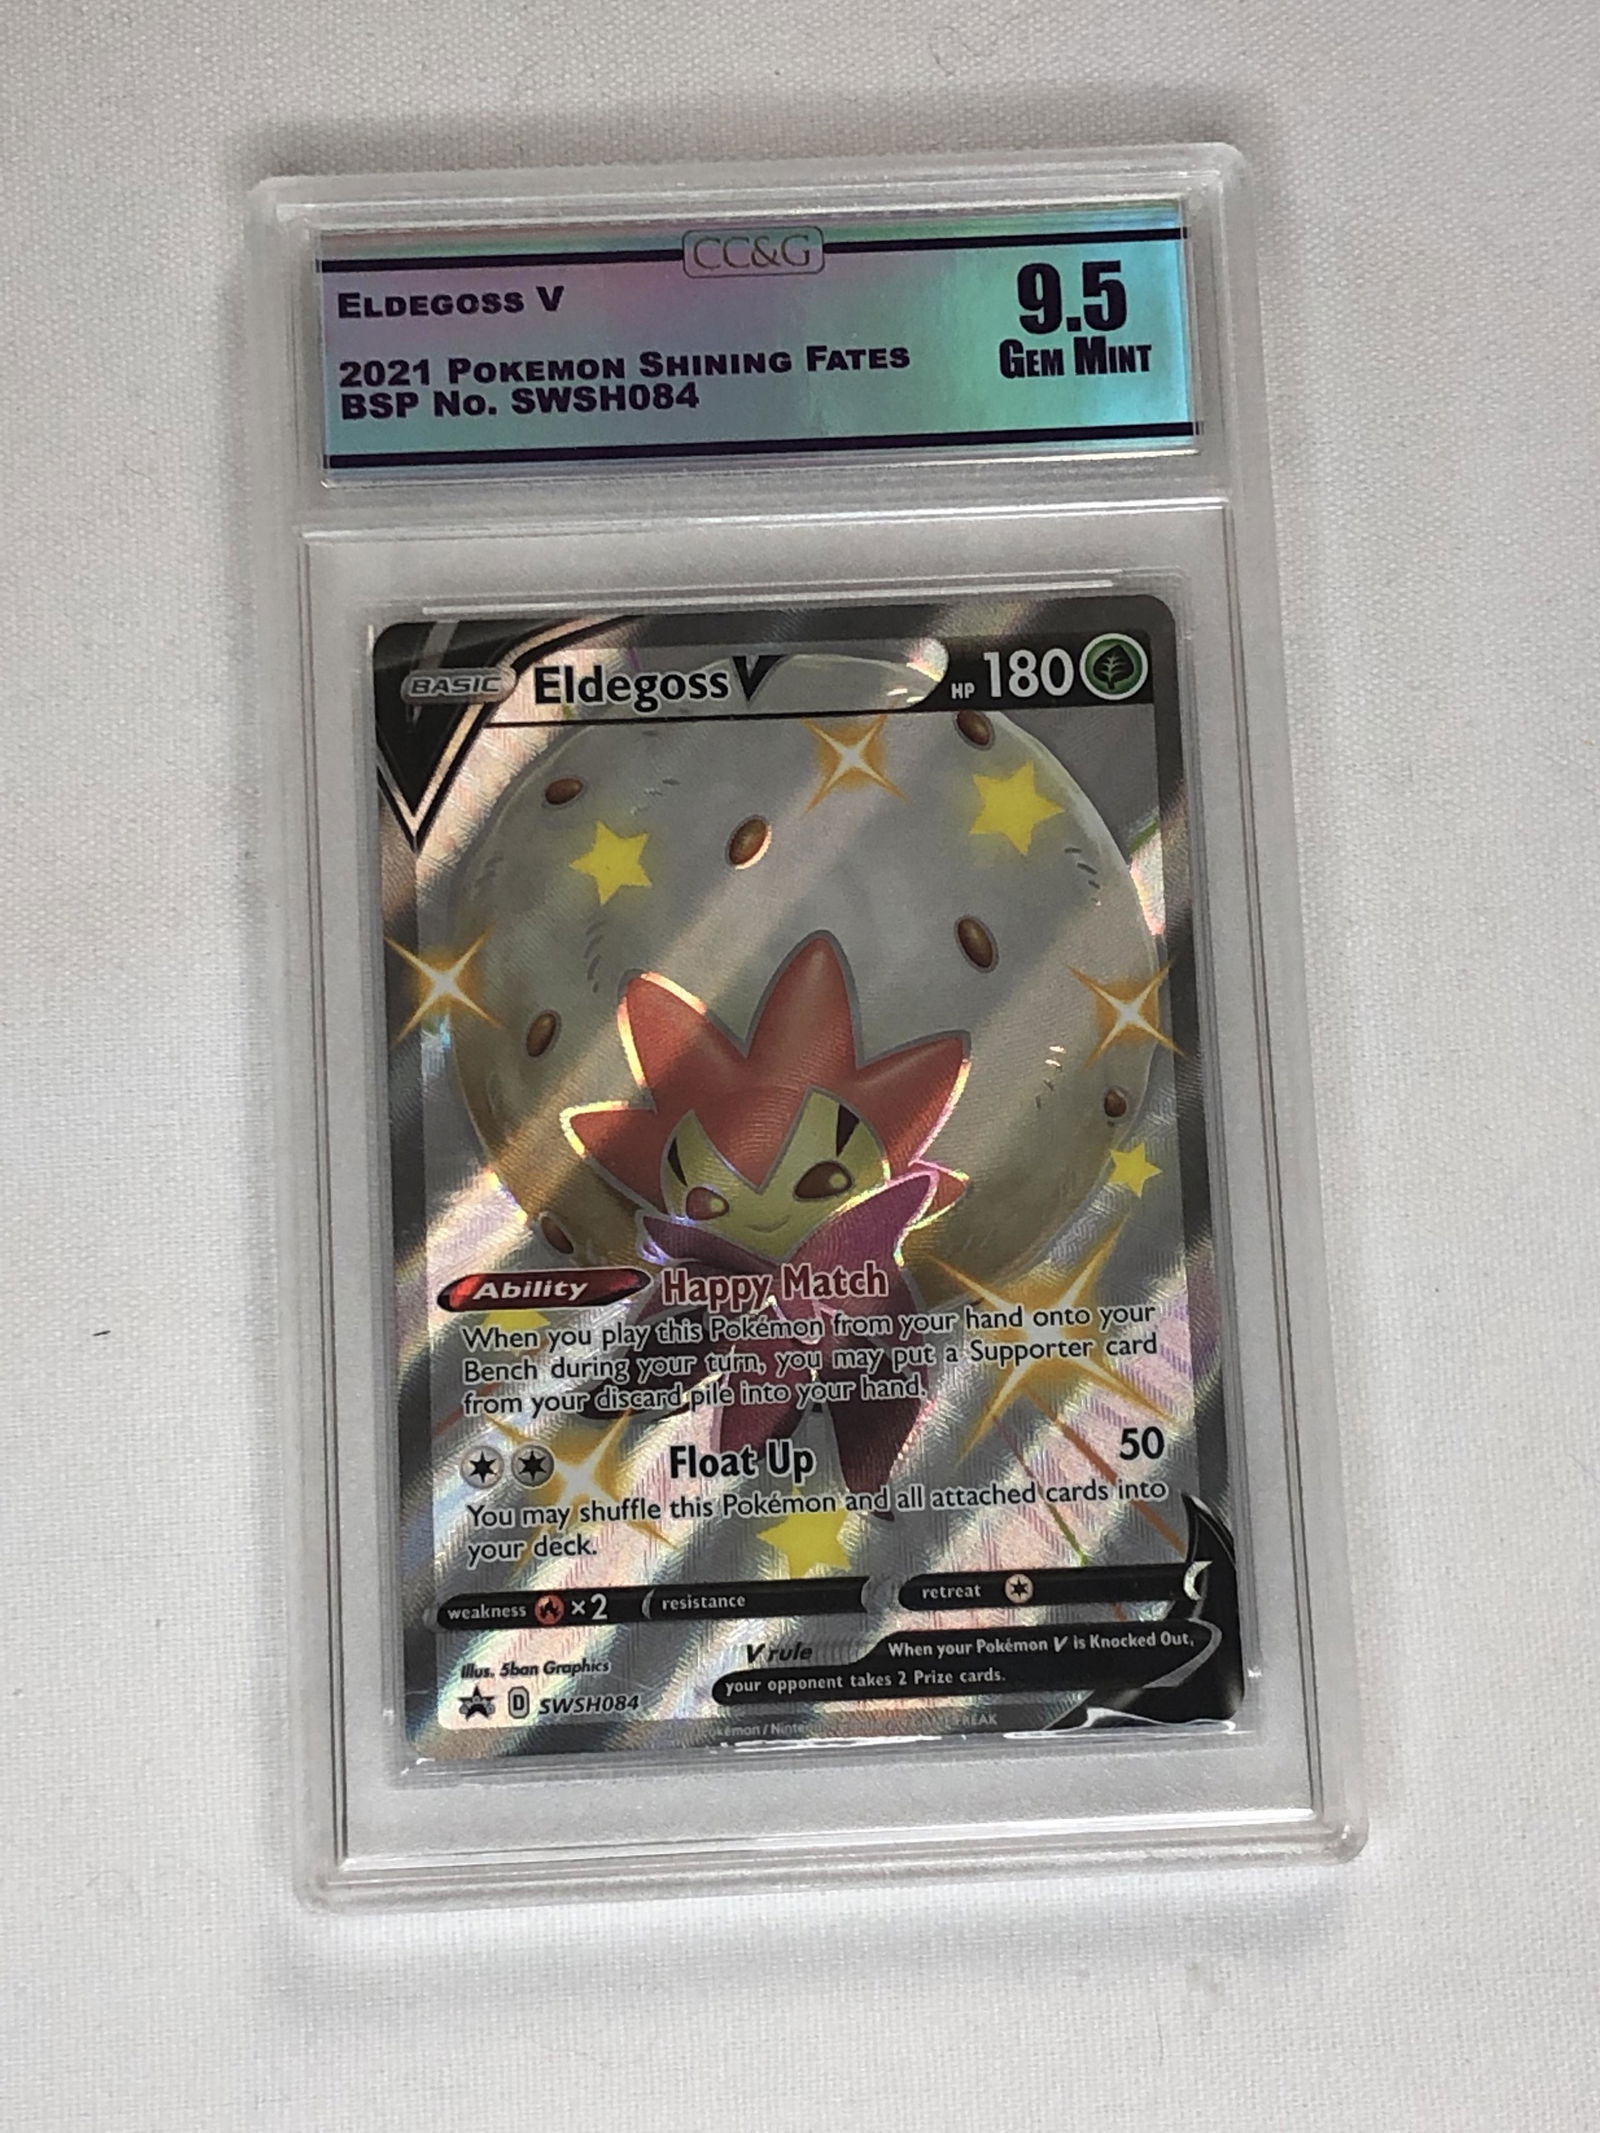 CC&G
ELDEGOSS V
9.5
GEM MINT
2021 POKEMON SHINING FATES
BSP NO. SWSH084
BASIC
Eldegoss V
HP 180
Ability Happy Match
When you play this Pokémon from your hand onto your
Bench during your turn, you may put a Supporter card
from your discard pile into your hand.
Float Up 50
You may shuffle this Pokémon and all attached cards into
your deck.
weakness ×2 resistance retreat
V rule When your Pokémon V is Knocked Out,
your opponent takes 2 Prize cards.
Illus. 5ban Graphics
D SWSH084